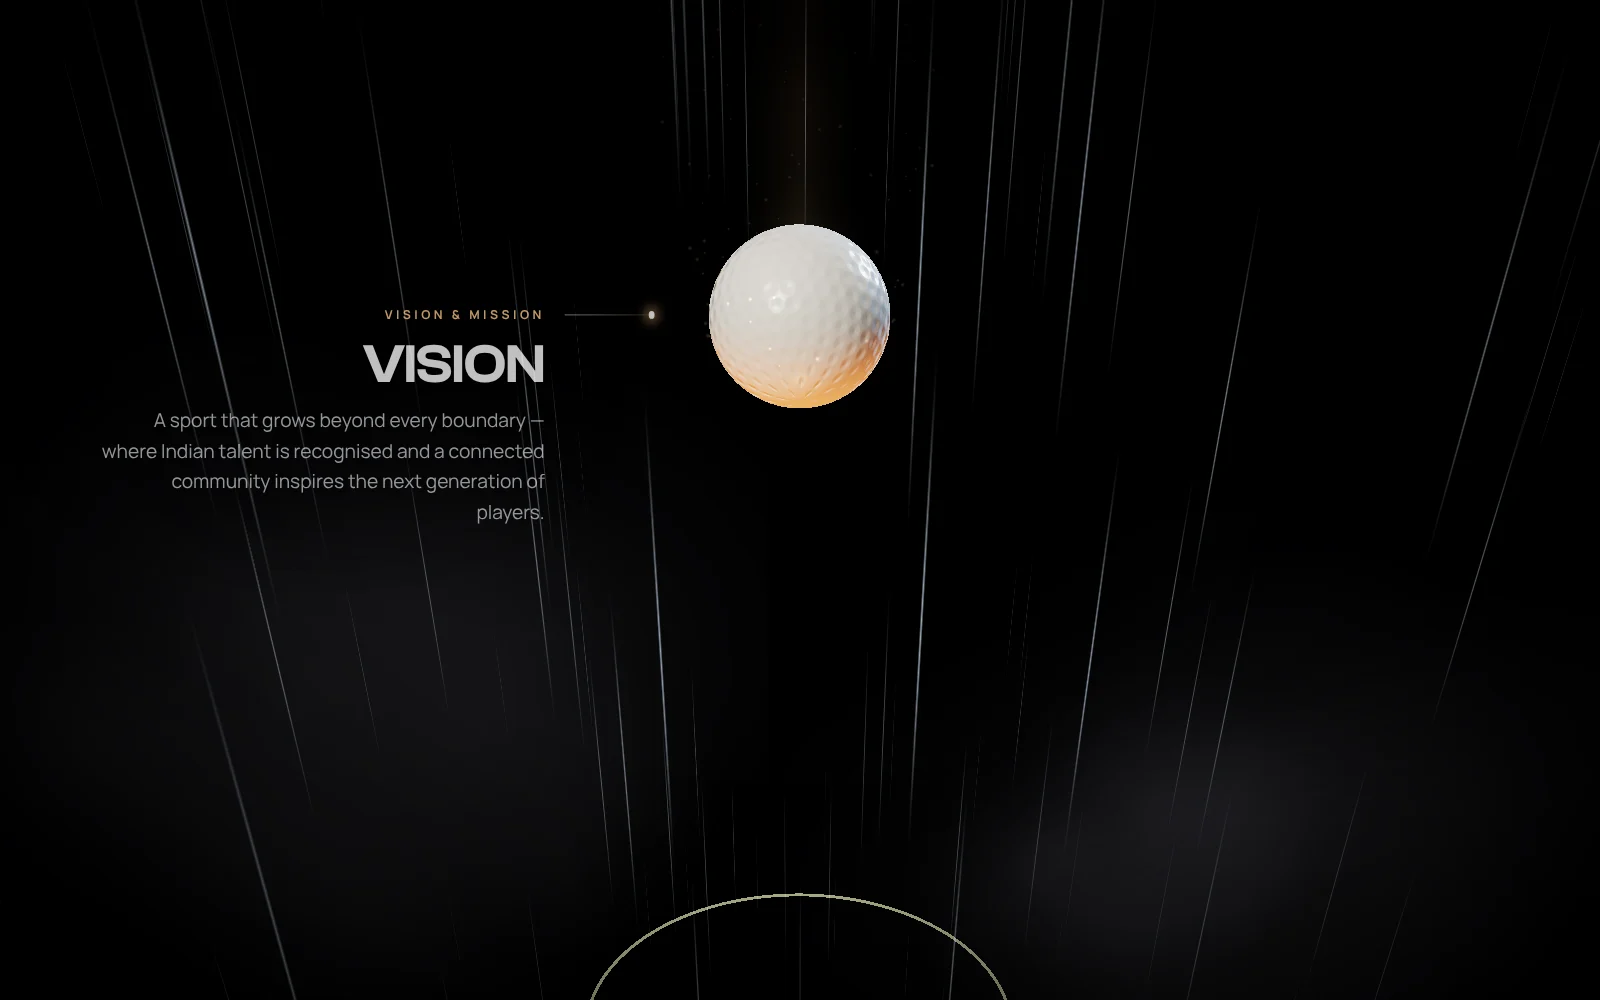 VISION & MISSION
VISION
A sport that grows beyond every boundary —
where Indian talent is recognised and a connected
community inspires the next generation of
players.